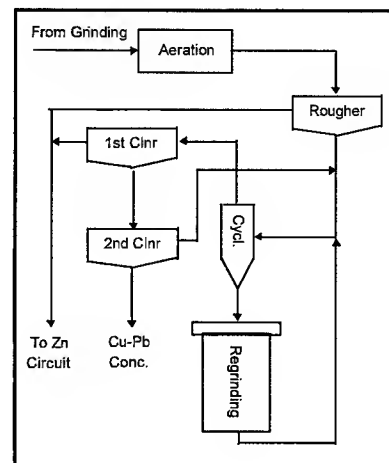 From Grinding
Aeration
Rougher
1st Clnr
2nd Clnr
Cycl.
Regrinding
To Zn
Circuit
Cu-Pb
Conc.